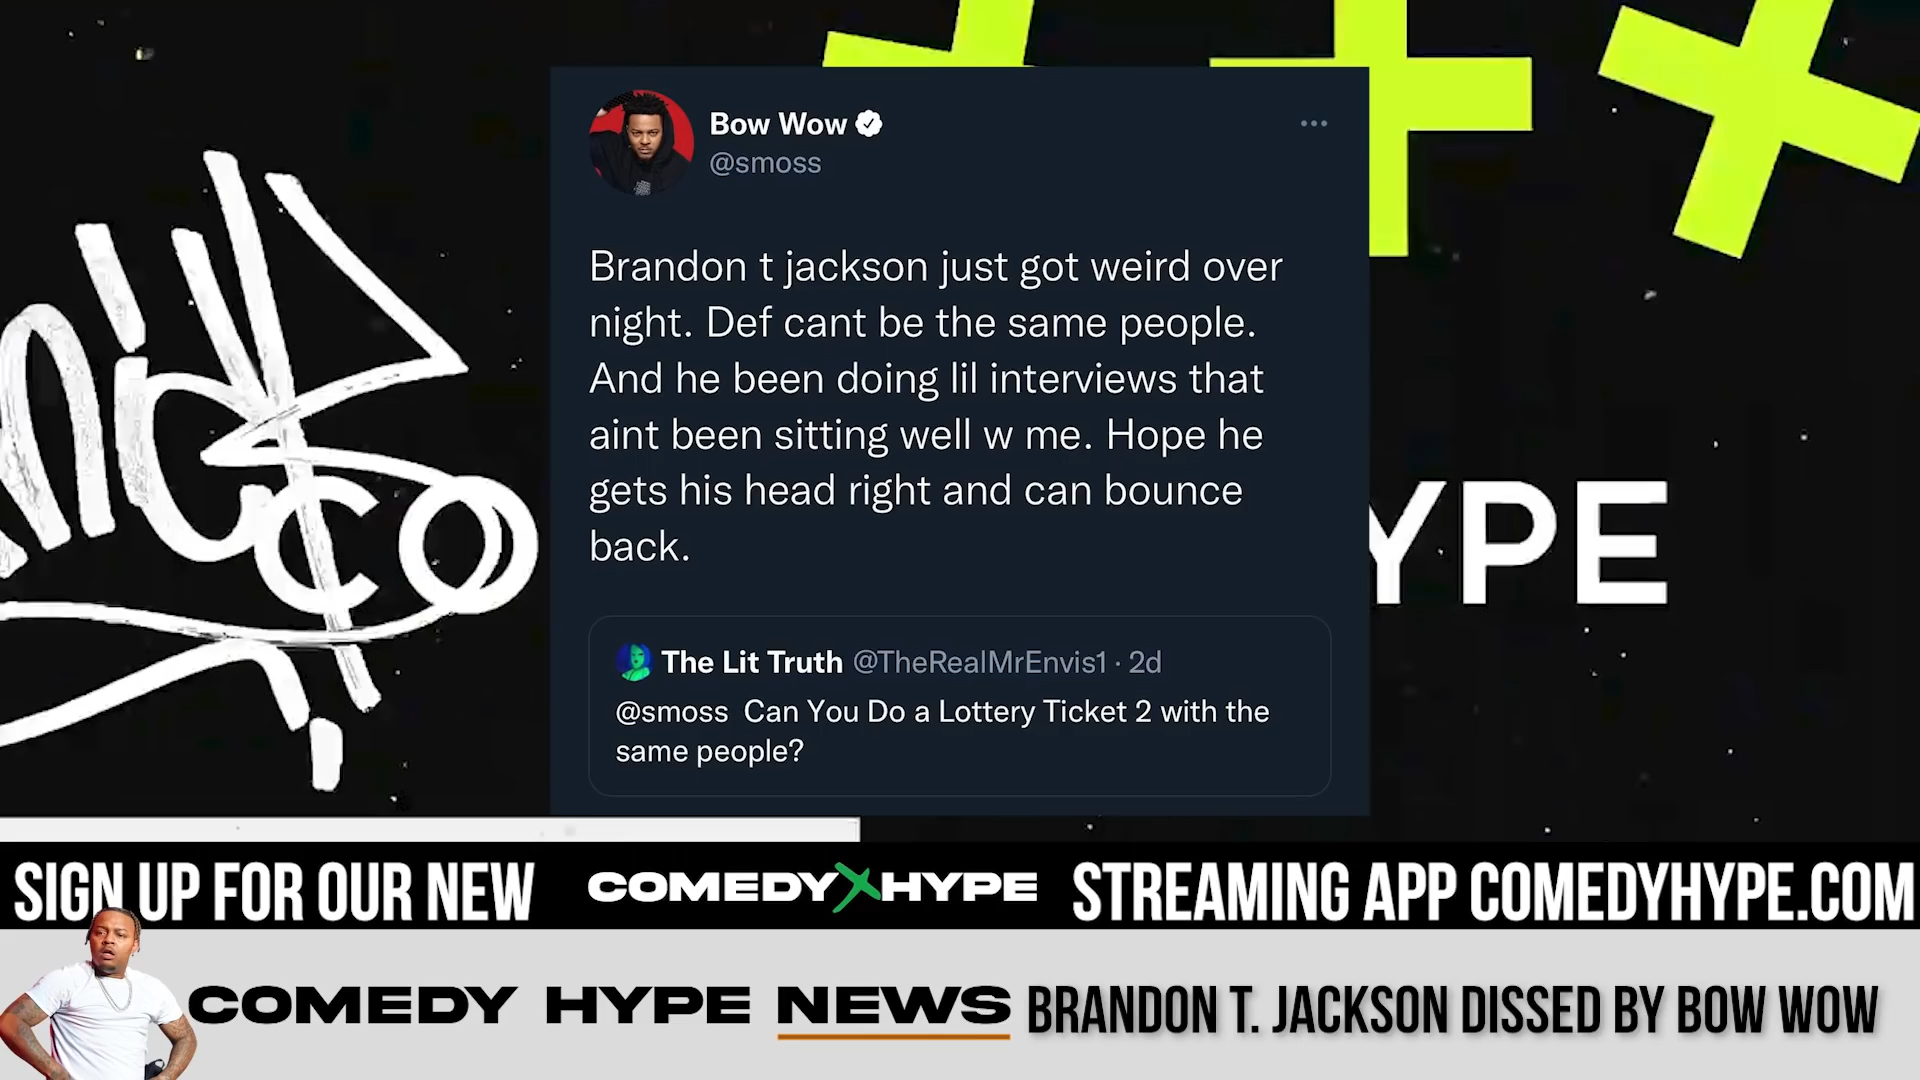 Bow Wow
@smoss
Brandon t jackson just got weird over
night. Def cant be the same people.
And he been doing lil interviews that
aint been sitting well w me. Hope he
gets his head right and can bounce
back.
The Lit Truth @TheRealMrEnvis1 · 2d
@smoss Can You Do a Lottery Ticket 2 with the
same people?
CO
YPE
SIGN UP FOR OUR NEW COMEDY HYPE STREAMING APP COMEDYHYPE.COM
COMEDY HYPE NEWS BRANDON T. JACKSON DISSED BY BOW WOW